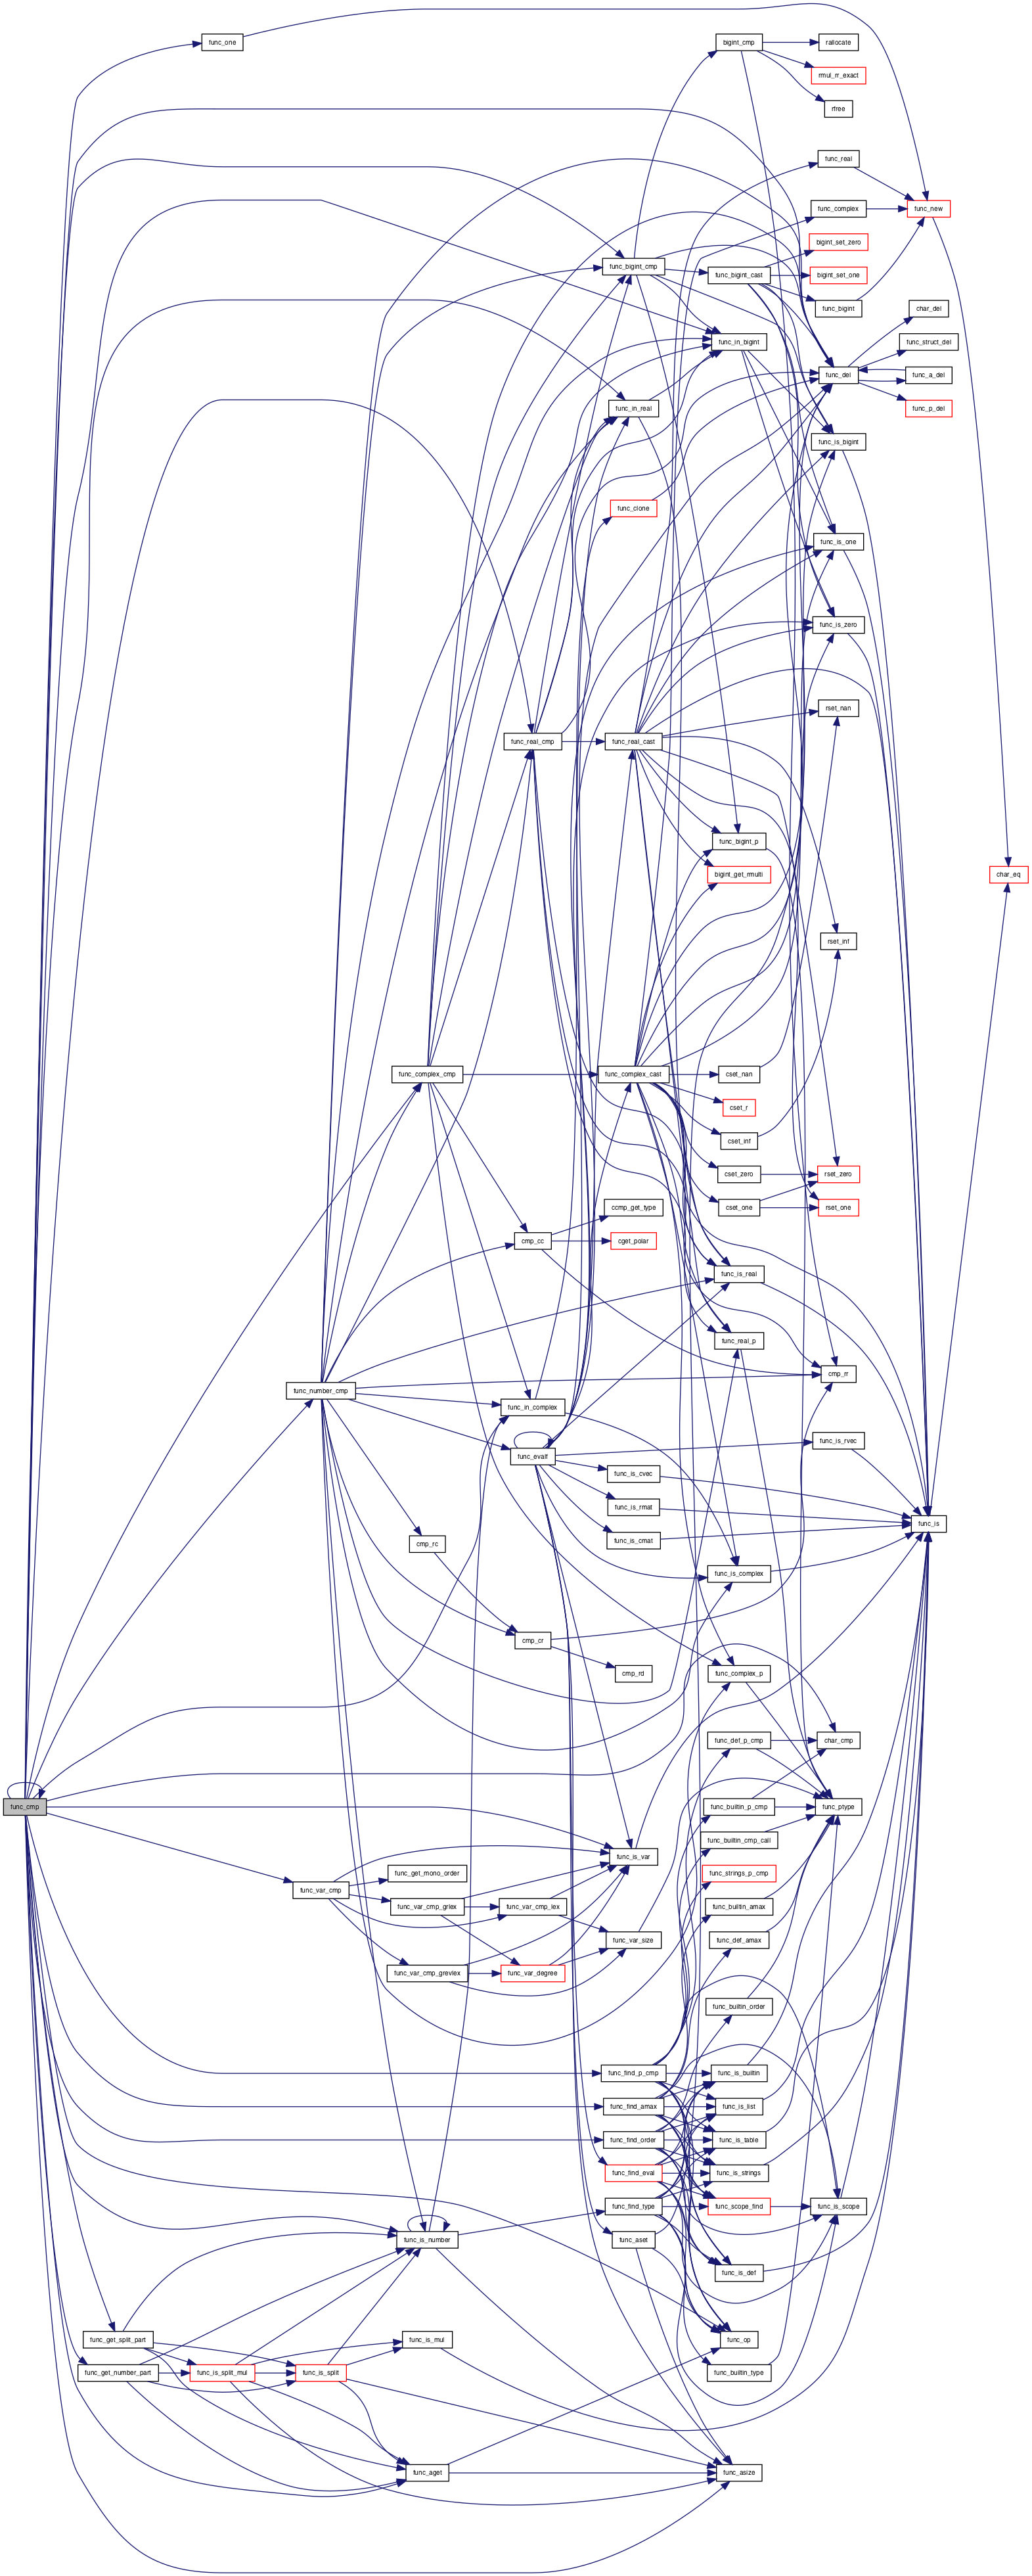 func_one
bigint_cmp
rallocate
rmul_rr_exact
rfree
func_real
func_complex
func_new
bigint_set_zero
func_bigint_cmp
func_bigint_cast
bigint_set_one
func_bigint
char_del
func_in_bigint
func_struct_del
func_del
func_a_del
func_in_real
func_p_del
func_is_bigint
func_clone
func_is_one
func_is_zero
rset_nan
func_real_cmp
func_real_cast
func_bigint_p
bigint_get_rmulti
char_eq
rset_inf
func_complex_cmp
func_complex_cast
cset_nan
cset_r
cset_inf
cset_zero
rset_zero
cset_one
rset_one
ccmp_get_type
cmp_cc
cget_polar
func_is_real
func_real_p
cmp_rr
func_number_cmp
func_in_complex
func_is_rvec
func_evalf
func_is_cvec
func_is_rmat
func_is
func_is_cmat
cmp_rc
func_is_complex
cmp_cr
cmp_rd
func_complex_p
func_def_p_cmp
char_cmp
func_cmp
func_builtin_p_cmp
func_ptype
func_builtin_cmp_call
func_is_var
func_get_mono_order
func_strings_p_cmp
func_var_cmp
func_var_cmp_grlex
func_var_cmp_lex
func_builtin_amax
func_var_size
func_def_amax
func_var_cmp_grevlex
func_var_degree
func_builtin_order
func_find_p_cmp
func_is_builtin
func_find_amax
func_is_list
func_find_order
func_is_table
func_find_eval
func_is_strings
func_find_type
func_scope_find
func_is_scope
func_is_number
func_aset
func_is_def
func_get_split_part
func_is_mul
func_op
func_get_number_part
func_is_split_mul
func_is_split
func_builtin_type
func_aget
func_asize